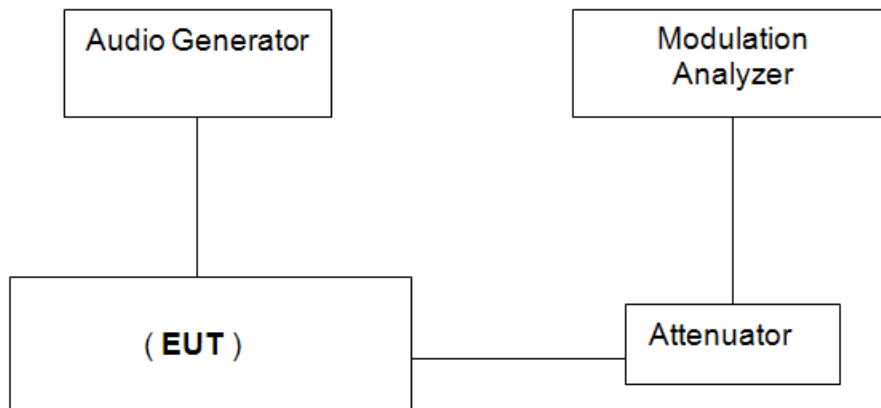 Audio Generator
Modulation
Analyzer
( EUT )
Attenuator